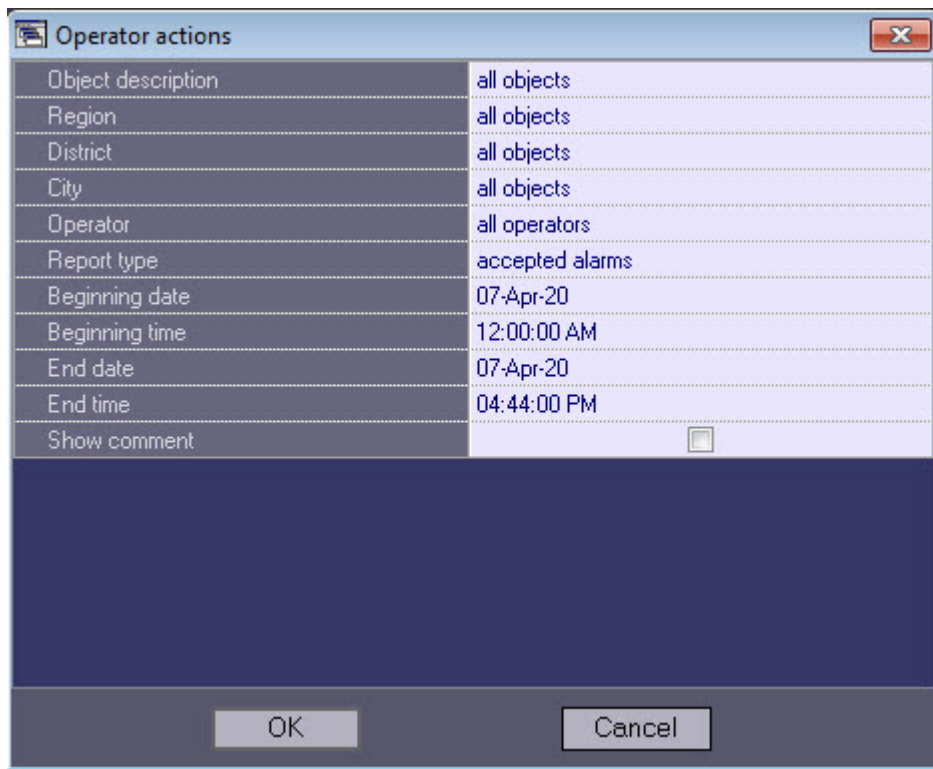 Operator actions
Object description all objects
Region all objects
District all objects
City all objects
Operator all operators
Report type accepted alarms
Beginning date 07-Apr-20
Beginning time 12:00:00 AM
End date 07-Apr-20
End time 04:44:00 PM
Show comment
OK Cancel